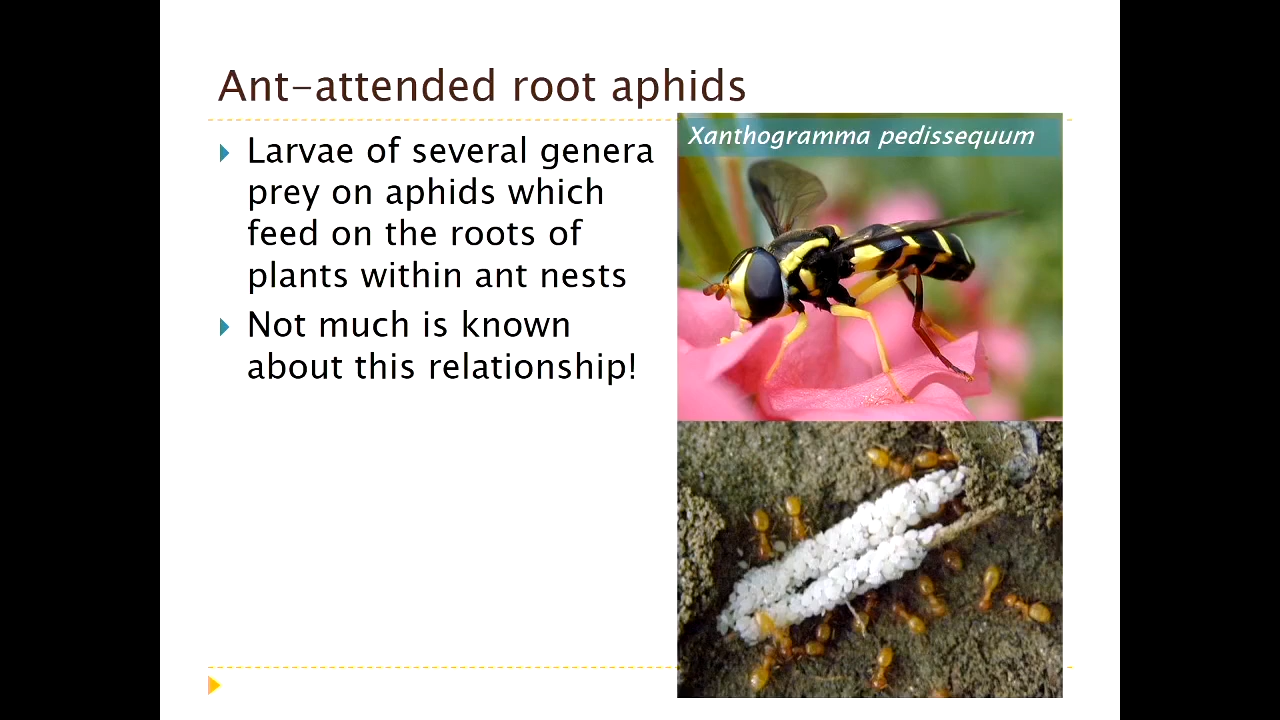 Ant-attended root aphids
Larvae of several genera
prey on aphids which
feed on the roots of
plants within ant nests
Not much is known
about this relationship!
Xanthogramma pedissequum